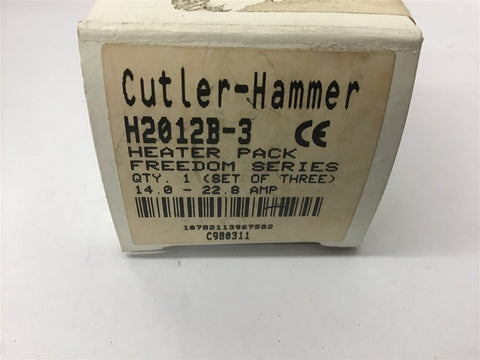 Cutler-Hammer
H2012B-3 CE
HEATER PACK
FREEDOM SERIES
QTY. 1 (SET OF THREE)
14.0 - 22.8 AMP
10782113967582
C980311